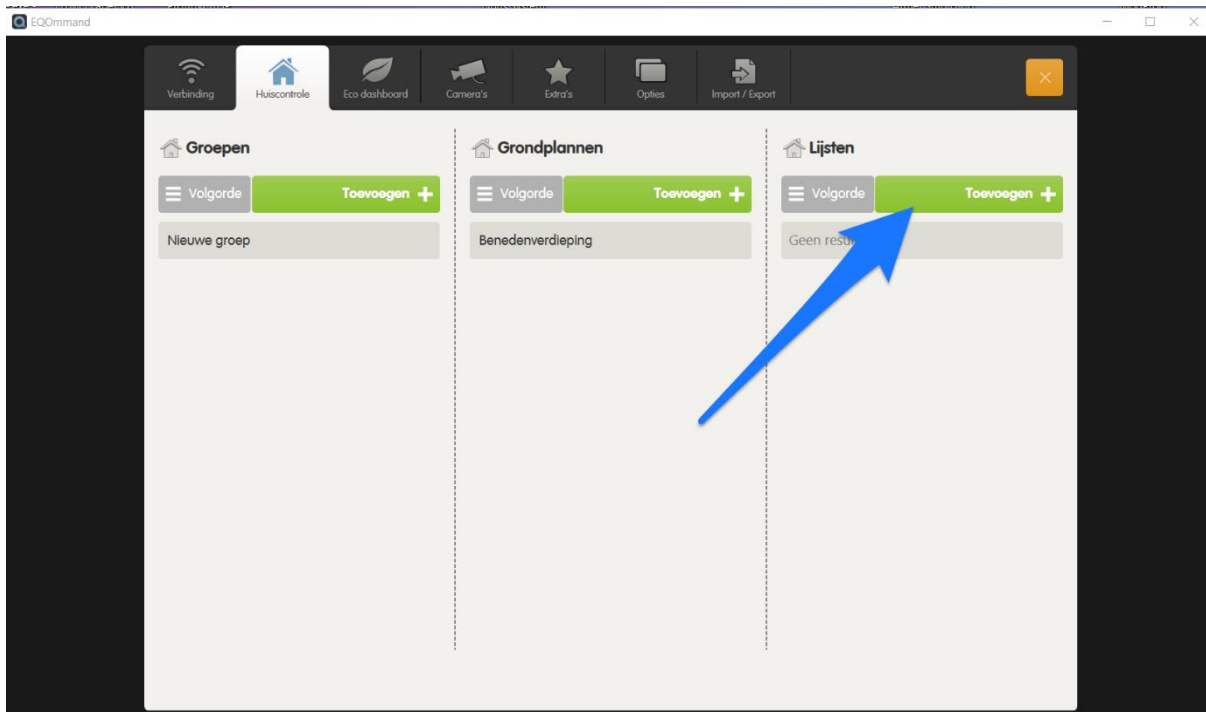 EQOmmand
Verbinding
Huiscontrole
Eco dashboard
Camera's
Extra's
Opties
Import / Export
Groepen
Volgorde
Toevoegen
Nieuwe groep
Grondplannen
Volgorde
Toevoegen
Benedenverdieping
Lijsten
Volgorde
Toevoegen
Geen